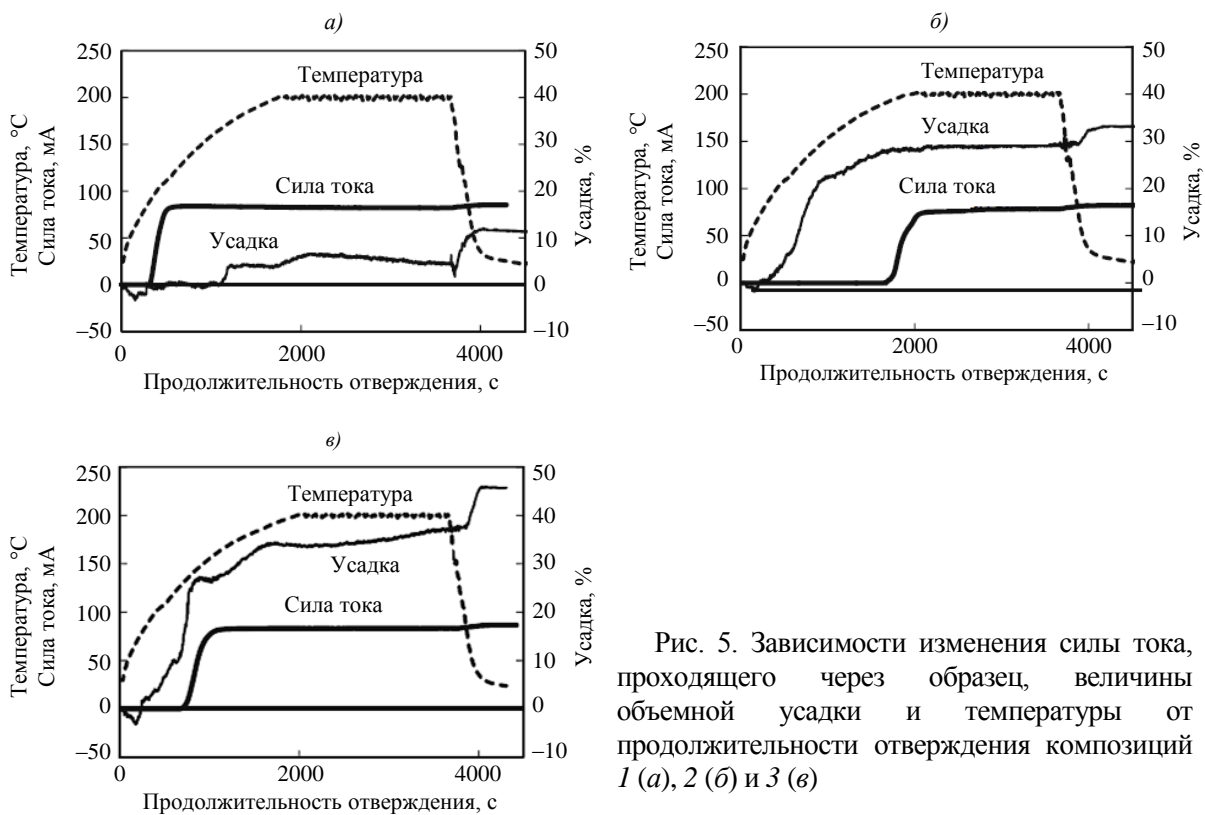 а)
250
200
150
100
50
0
–50
Температура, °С
Сила тока, мА
Температура
Сила тока
Усадка
50
40
30
20
10
0
–10
Усадка, %
0
2000
4000
Продолжительность отверждения, с
б)
250
200
150
100
50
0
–50
Температура, °С
Сила тока, мА
Температура
Усадка
Сила тока
50
40
30
20
10
0
–10
Усадка, %
0
2000
4000
Продолжительность отверждения, с
в)
250
200
150
100
50
0
–50
Температура, °С
Сила тока, мА
Температура
Усадка
Сила тока
50
40
30
20
10
0
–10
Усадка, %
0
2000
4000
Продолжительность отверждения, с
Рис. 5. Зависимости изменения силы тока,
проходящего через образец, величины
объемной усадки и температуры от
продолжительности отверждения композиций
1 (а), 2 (б) и 3 (в)